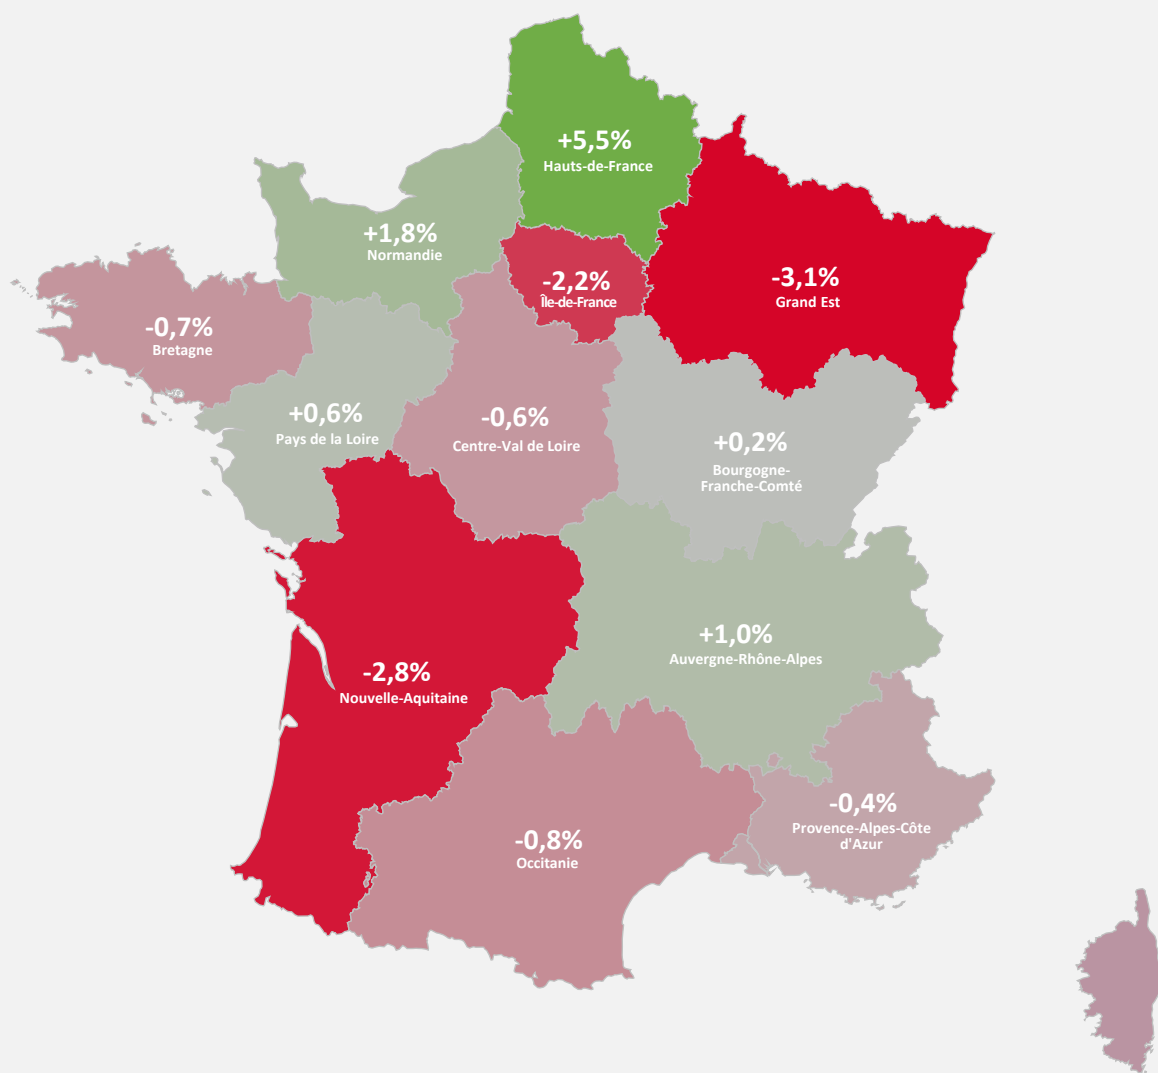 +5,5%
Hauts-de-France
+1,8%
Normandie
-2,2%
Île-de-France
-3,1%
Grand Est
-0,7%
Bretagne
+0,6%
Pays de la Loire
-0,6%
Centre-Val de Loire
+0,2%
Bourgogne-
Franche-Comté
+1,0%
Auvergne-Rhône-Alpes
-2,8%
Nouvelle-Aquitaine
-0,4%
Provence-Alpes-Côte
d'Azur
-0,8%
Occitanie